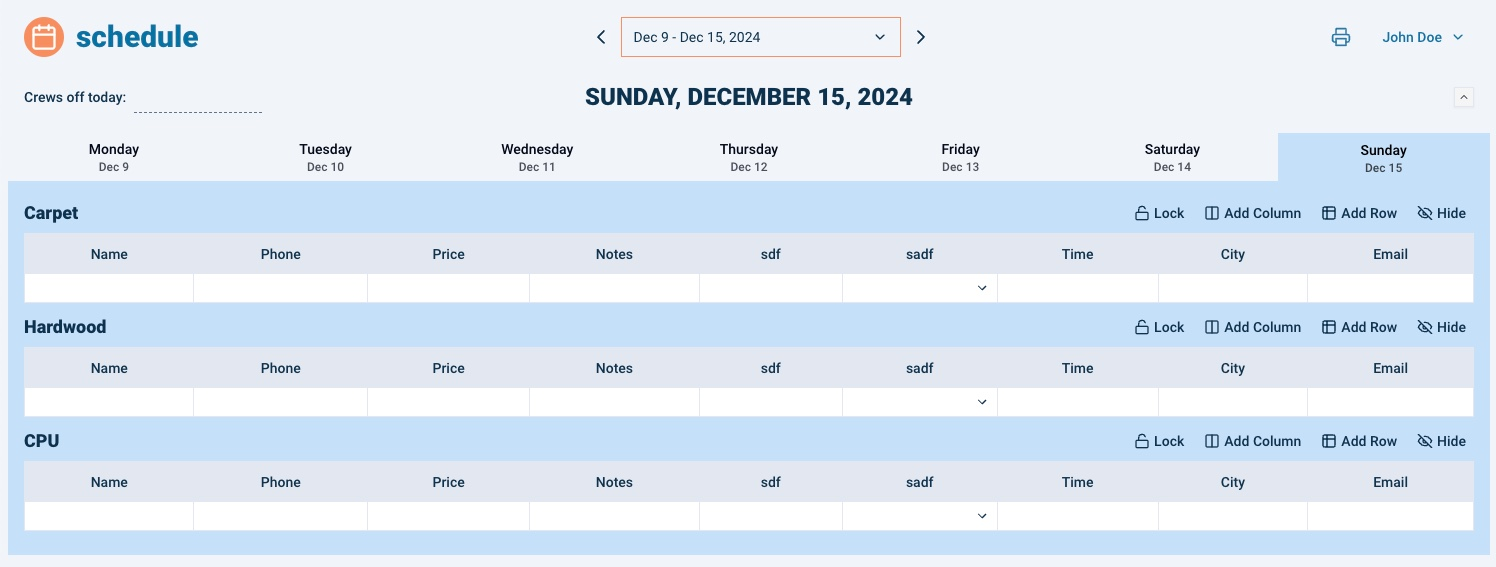 schedule
Dec 9 - Dec 15, 2024
John Doe
Crews off today:
SUNDAY, DECEMBER 15, 2024
Monday Tuesday Wednesday Thursday Friday Saturday Sunday
Dec 9 Dec 10 Dec 11 Dec 12 Dec 13 Dec 14 Dec 15
Carpet Lock Add Column Add Row Hide
Name Phone Price Notes sdf sadf Time City Email
Hardwood Lock Add Column Add Row Hide
Name Phone Price Notes sdf sadf Time City Email
CPU Lock Add Column Add Row Hide
Name Phone Price Notes sdf sadf Time City Email